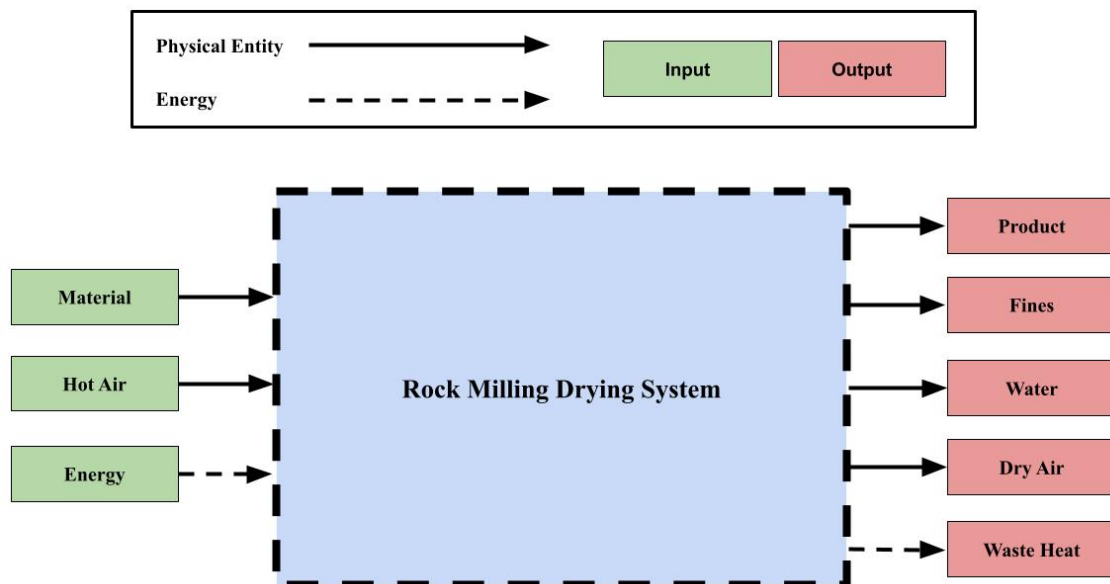 Physical Entity
Input
Output
Energy
Product
Material
Fines
Hot Air
Rock Milling Drying System
Water
Energy
Dry Air
Waste Heat